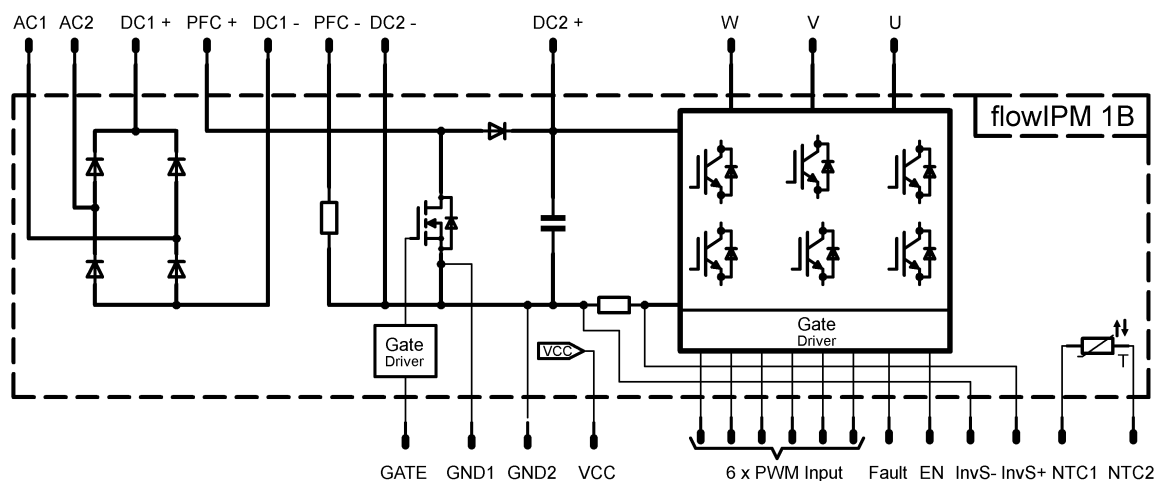 AC1 AC2 DC1 + PFC + DC1 - PFC - DC2 - DC2 + W V U
flowIPM 1B
Gate
Driver
Gate
Driver
VCC
T
GATE GND1 GND2 VCC 6 x PWM Input Fault EN InvS- InvS+ NTC1 NTC2